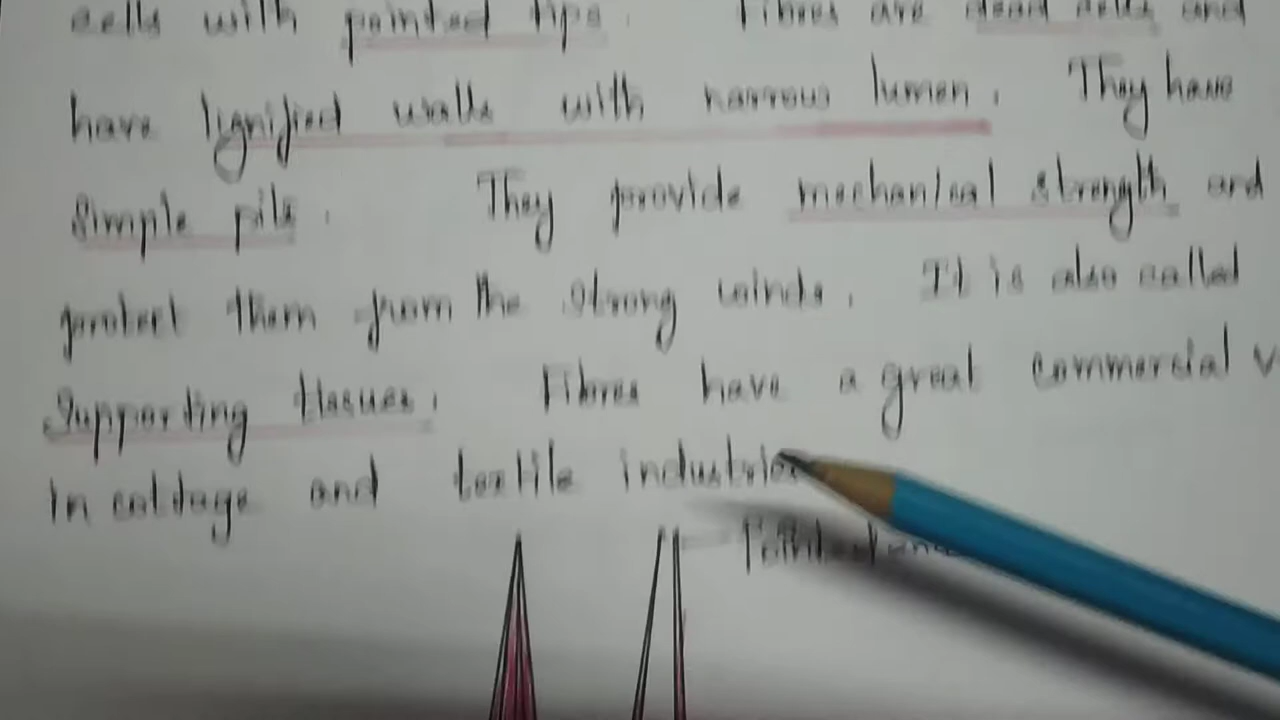 cells with pointed tips. Fibres are dead cells and
have lignified walls with narrow lumen. They have
Simple pits. They provide mechanical strength and
protect them from the strong winds. It is also called
Supporting tissues. Fibres have a great commercial
in cottage and textile industries
Pointed